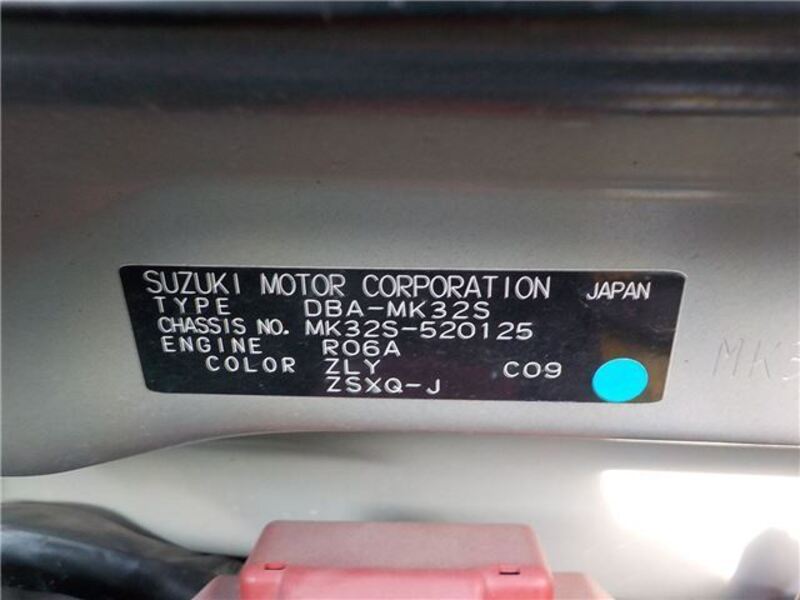 SUZUKI MOTOR CORPORATION JAPAN
TYPE DBA-MK32S
CHASSIS NO. MK32S-520125
ENGINE R06A
COLOR ZLY C09
ZSXQ-J